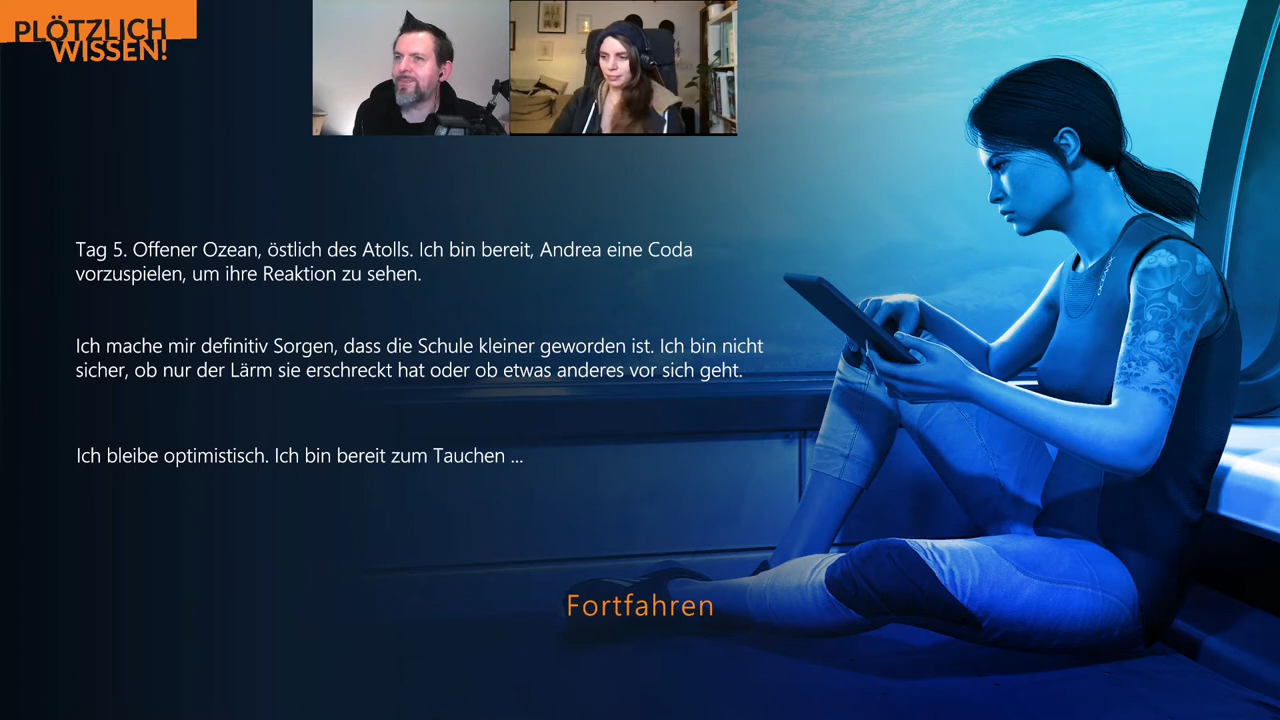 PLÖTZLICH
WISSEN!
Tag 5. Offener Ozean, östlich des Atolls. Ich bin bereit, Andrea eine Coda
vorzuspielen, um ihre Reaktion zu sehen.
Ich mache mir definitiv Sorgen, dass die Schule kleiner geworden ist. Ich bin nicht
sicher, ob nur der Lärm sie erschreckt hat oder ob etwas anderes vor sich geht.
Ich bleibe optimistisch. Ich bin bereit zum Tauchen ...
Fortfahren